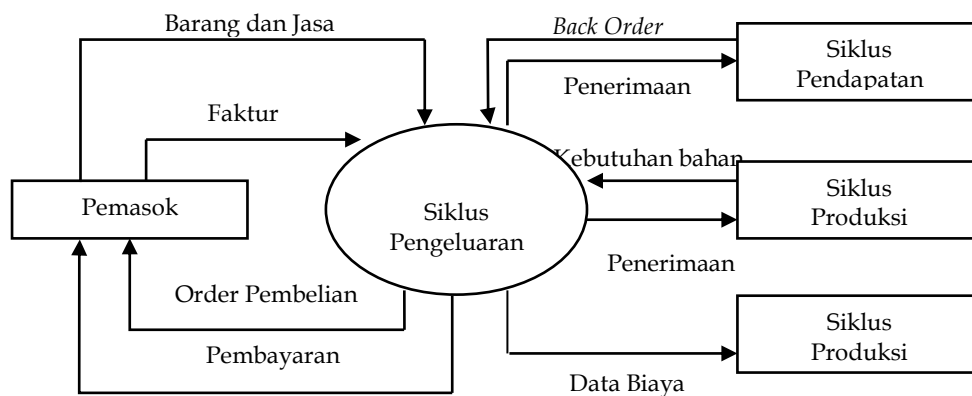 Barang dan Jasa
Back Order
Siklus
Pendapatan
Penerimaan
Faktur
Kebutuhan bahan
Pemasok
Siklus
Pengeluaran
Siklus
Produksi
Penerimaan
Order Pembelian
Siklus
Produksi
Pembayaran
Data Biaya